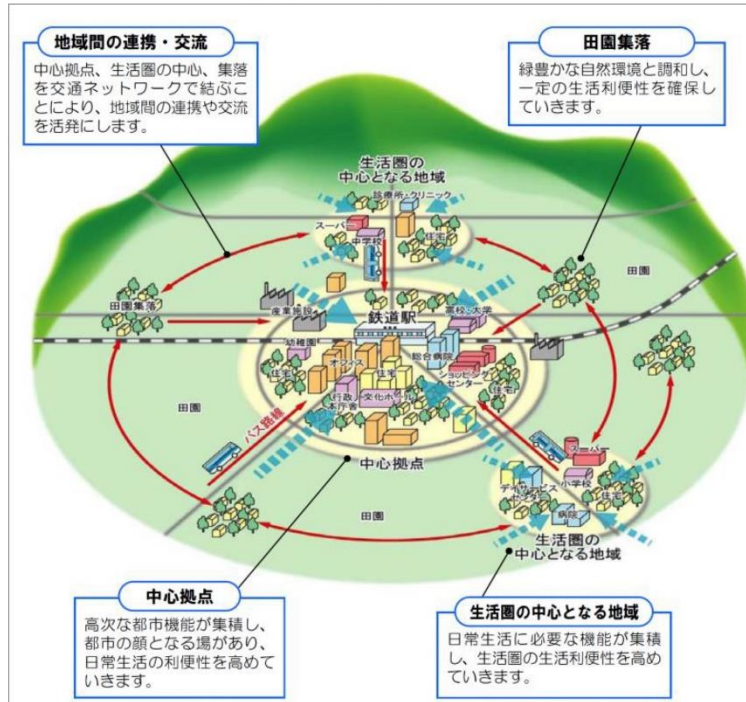 地域間の連携・交流
中心拠点、生活圏の中心、集落
を交通ネットワークで結ぶこ
とにより、地域間の連携や交流
を活発にします。
田園集落
緑豊かな自然環境と調和し、
一定の生活利便性を確保し
ていきます。
生活圏の
中心となる地域
診療所・クリニック
スーパー
住宅
中学校
田園
田園集落
産業施設
鉄道駅
高校・大学
幼稚園
総合病院
住宅
オフィス
住宅
ショッピング
センター
住宅
行政
本庁舎
文化ホール
田園
バス路線
中心拠点
スーパー
小学校
デイサービス
センター
住宅
病院
田園
生活圏の
中心となる地域
中心拠点
高次な都市機能が集積し、
都市の顔となる場があり、
日常生活の利便性を高めて
いきます。
生活圏の中心となる地域
日常生活に必要な機能が集積
し、生活圏の生活利便性を高め
ていきます。